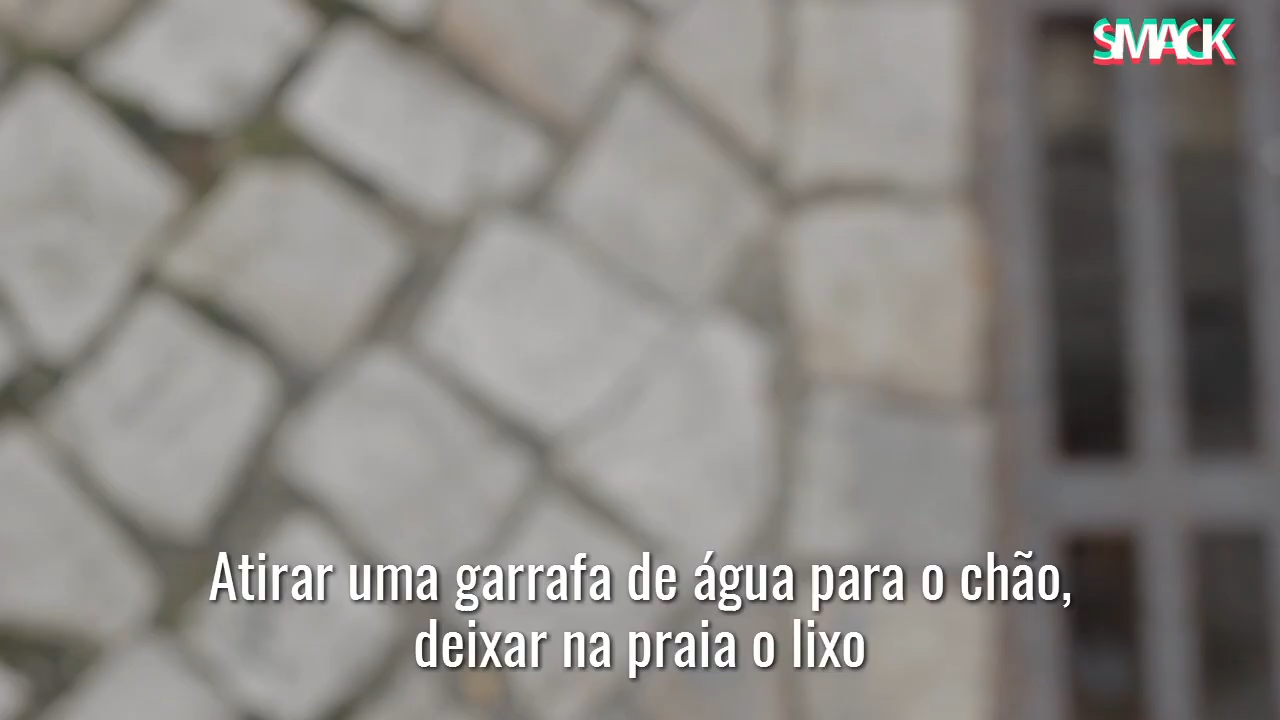 SMACK
Atirar uma garrafa de água para o chão,
deixar na praia o lixo